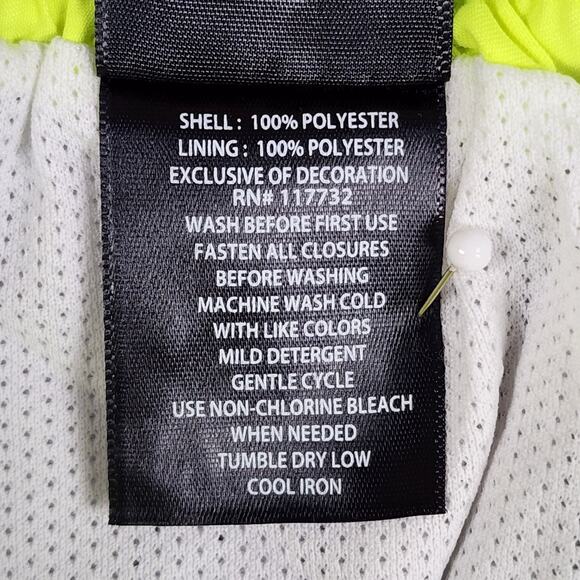 SHELL : 100% POLYESTER
LINING : 100% POLYESTER
EXCLUSIVE OF DECORATION
RN# 117732
WASH BEFORE FIRST USE
FASTEN ALL CLOSURES
BEFORE WASHING
MACHINE WASH COLD
WITH LIKE COLORS
MILD DETERGENT
GENTLE CYCLE
USE NON-CHLORINE BLEACH
WHEN NEEDED
TUMBLE DRY LOW
COOL IRON